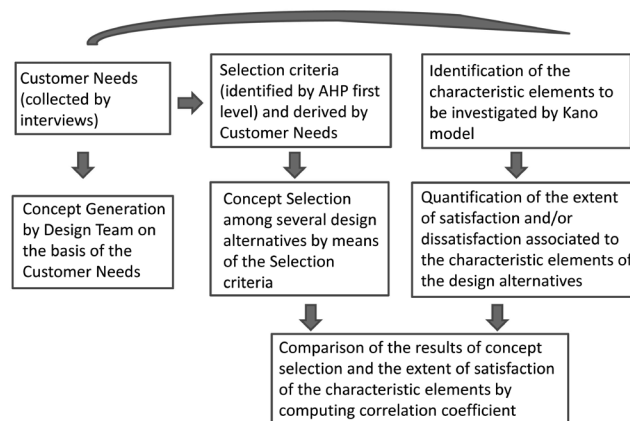 Customer Needs
(collected by
interviews)
Selection criteria
(identified by AHP first
level) and derived by
Customer Needs
Identification of the
characteristic elements to
be investigated by Kano
model
Concept Generation
by Design Team on
the basis of the
Customer Needs
Concept Selection
among several design
alternatives by means
of the Selection
criteria
Quantification of the extent
of satisfaction and/or
dissatisfaction associated to
the characteristic elements of
the design alternatives
Comparison of the results of concept
selection and the extent of satisfaction
of the characteristic elements by
computing correlation coefficient